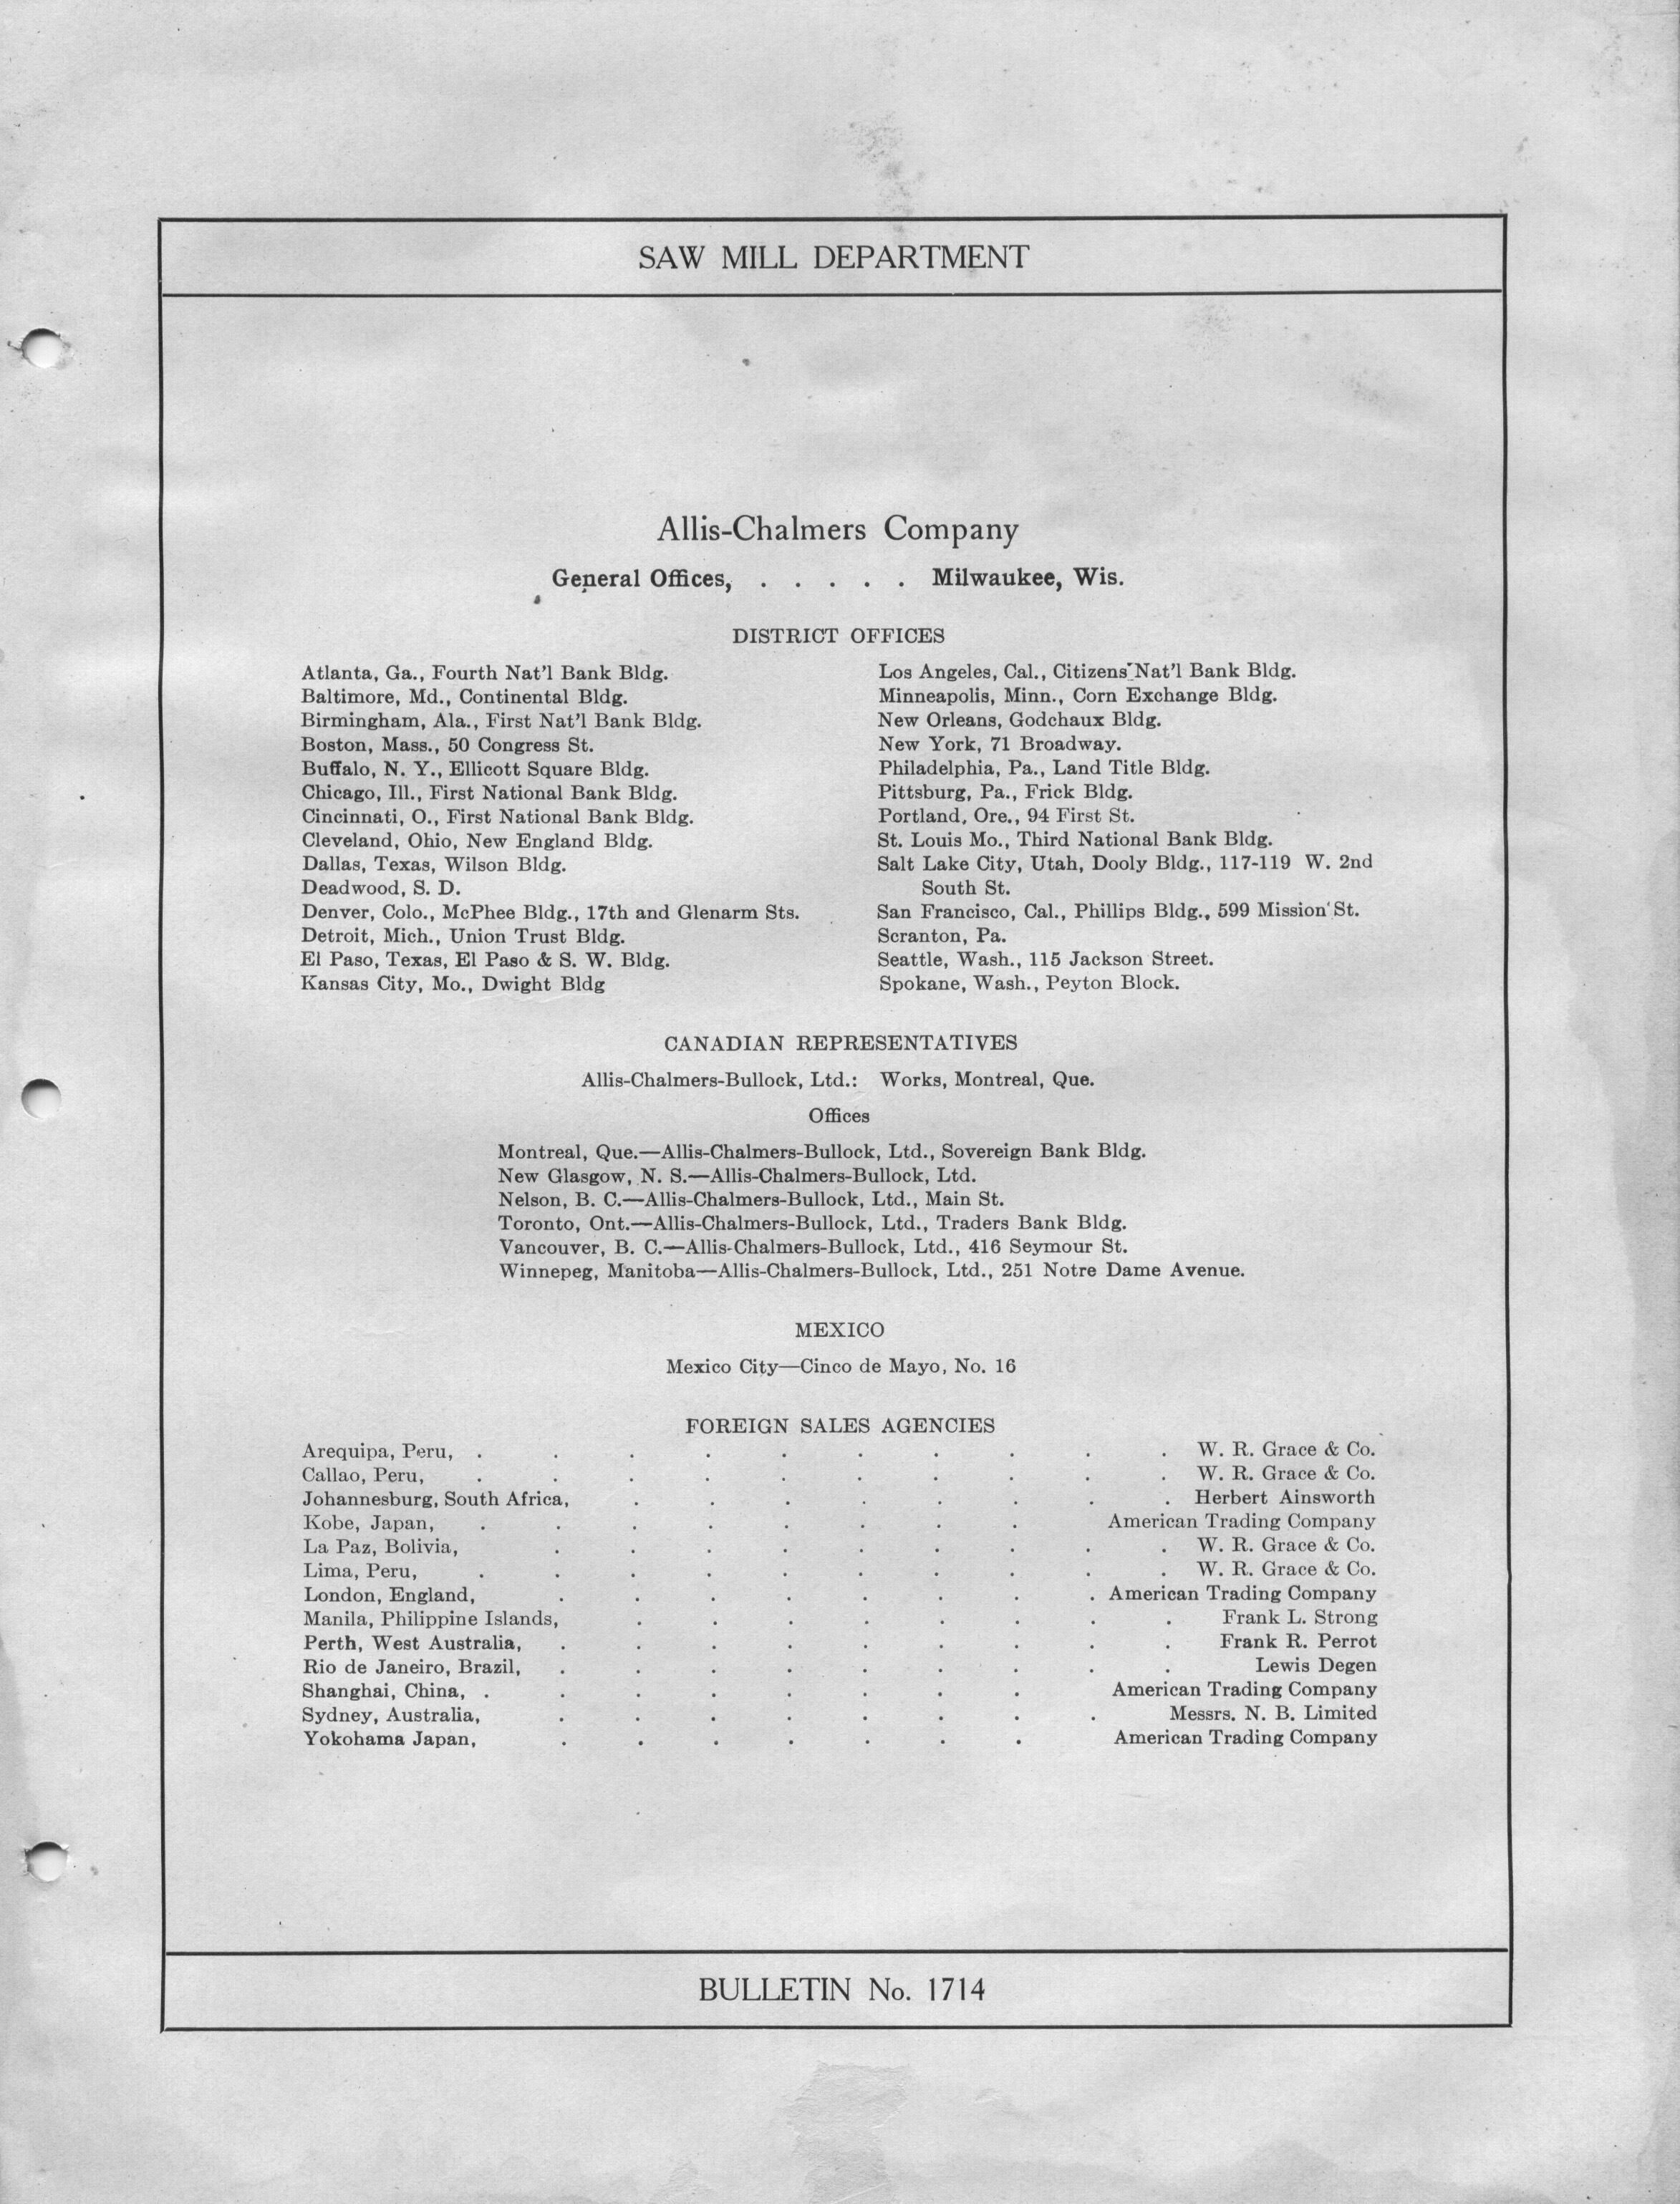 SAW MILL DEPARTMENT
Allis-Chalmers Company
General Offices, . . . . . Milwaukee, Wis.
DISTRICT OFFICES
Atlanta, Ga., Fourth Nat'l Bank Bldg.
Baltimore, Md., Continental Bldg.
Birmingham, Ala., First Nat'l Bank Bldg.
Boston, Mass., 50 Congress St.
Buffalo, N. Y., Ellicott Square Bldg.
Chicago, Ill., First National Bank Bldg.
Cincinnati, O., First National Bank Bldg.
Cleveland, Ohio, New England Bldg.
Dallas, Texas, Wilson Bldg.
Deadwood, S. D.
Denver, Colo., McPhee Bldg., 17th and Glenarm Sts.
Detroit, Mich., Union Trust Bldg.
El Paso, Texas, El Paso & S. W. Bldg.
Kansas City, Mo., Dwight Bldg
Los Angeles, Cal., Citizens Nat'l Bank Bldg.
Minneapolis, Minn., Corn Exchange Bldg.
New Orleans, Godchaux Bldg.
New York, 71 Broadway.
Philadelphia, Pa., Land Title Bldg.
Pittsburg, Pa., Frick Bldg.
Portland, Ore., 94 First St.
St. Louis Mo., Third National Bank Bldg.
Salt Lake City, Utah, Dooly Bldg., 117-119 W. 2nd
South St.
San Francisco, Cal., Phillips Bldg., 599 Mission St.
Scranton, Pa.
Seattle, Wash., 115 Jackson Street.
Spokane, Wash., Peyton Block.
CANADIAN REPRESENTATIVES
Allis-Chalmers-Bullock, Ltd.: Works, Montreal, Que.
Offices
Montreal, Que.—Allis-Chalmers-Bullock, Ltd., Sovereign Bank Bldg.
New Glasgow, N. S.—Allis-Chalmers-Bullock, Ltd.
Nelson, B. C.—Allis-Chalmers-Bullock, Ltd., Main St.
Toronto, Ont.—Allis-Chalmers-Bullock, Ltd., Traders Bank Bldg.
Vancouver, B. C.—Allis-Chalmers-Bullock, Ltd., 416 Seymour St.
Winnepeg, Manitoba—Allis-Chalmers-Bullock, Ltd., 251 Notre Dame Avenue.
MEXICO
Mexico City—Cinco de Mayo, No. 16
FOREIGN SALES AGENCIES
Arequipa, Peru, . . . . . . . . . . W. R. Grace & Co.
Callao, Peru, . . . . . . . . . . W. R. Grace & Co.
Johannesburg, South Africa, . . . . . . . . Herbert Ainsworth
Kobe, Japan, . . . . . . . . American Trading Company
La Paz, Bolivia, . . . . . . . . . W. R. Grace & Co.
Lima, Peru, . . . . . . . . . . W. R. Grace & Co.
London, England, . . . . . . . . American Trading Company
Manila, Philippine Islands, . . . . . . . . Frank L. Strong
Perth, West Australia, . . . . . . . . . Frank R. Perrot
Rio de Janeiro, Brazil, . . . . . . . . . Lewis Degen
Shanghai, China, . . . . . . . . American Trading Company
Sydney, Australia, . . . . . . . . Messrs. N. B. Limited
Yokohama Japan, . . . . . . . American Trading Company
BULLETIN No. 1714